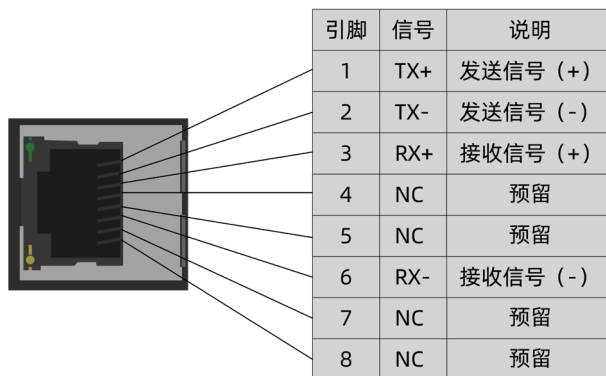 引脚 信号 说明
1 TX+ 发送信号（+）
2 TX- 发送信号（-）
3 RX+ 接收信号（+）
4 NC 预留
5 NC 预留
6 RX- 接收信号（-）
7 NC 预留
8 NC 预留